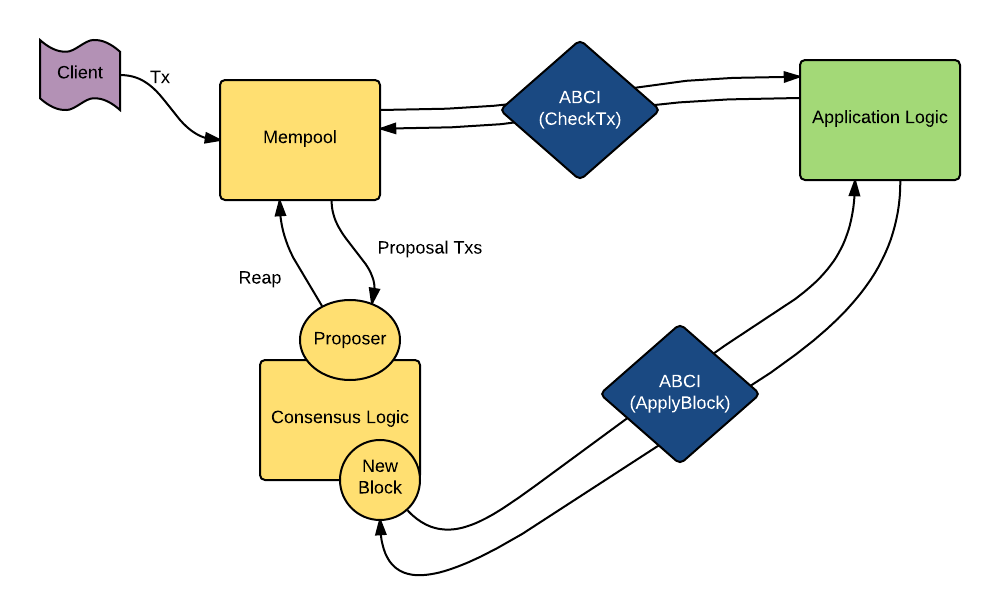 Client
Tx
Mempool
ABCI
(CheckTx)
Application Logic
Reap
Proposal Txs
Proposer
Consensus Logic
New
Block
ABCI
(ApplyBlock)